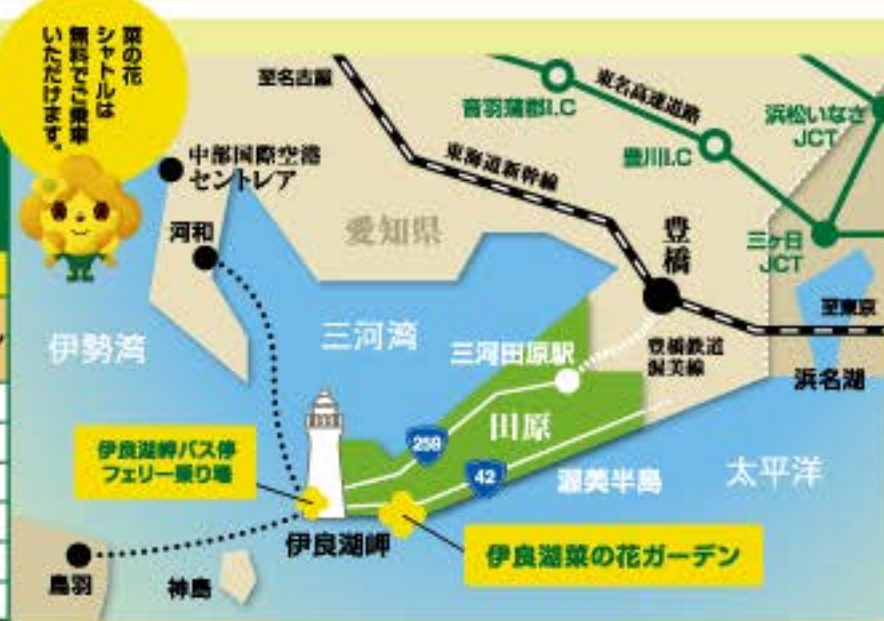 菜の花
シャトルは
無料でご乗車
いただけます。
至名古屋
音羽蒲郡I.C
東名高速道路
浜松いなさ
JCT
中部国際空港
セントレア
東海道新幹線
豊川I.C
愛知県
河和
豊橋
三ヶ日
JCT
至東京
伊勢湾
三河湾
三河田原駅
豊橋鉄道
渥美線
浜名湖
田原
伊良湖岬バス停
フェリー乗り場
259
42
渥美半島
太平洋
伊良湖岬
伊良湖菜の花ガーデン
鳥羽
神島